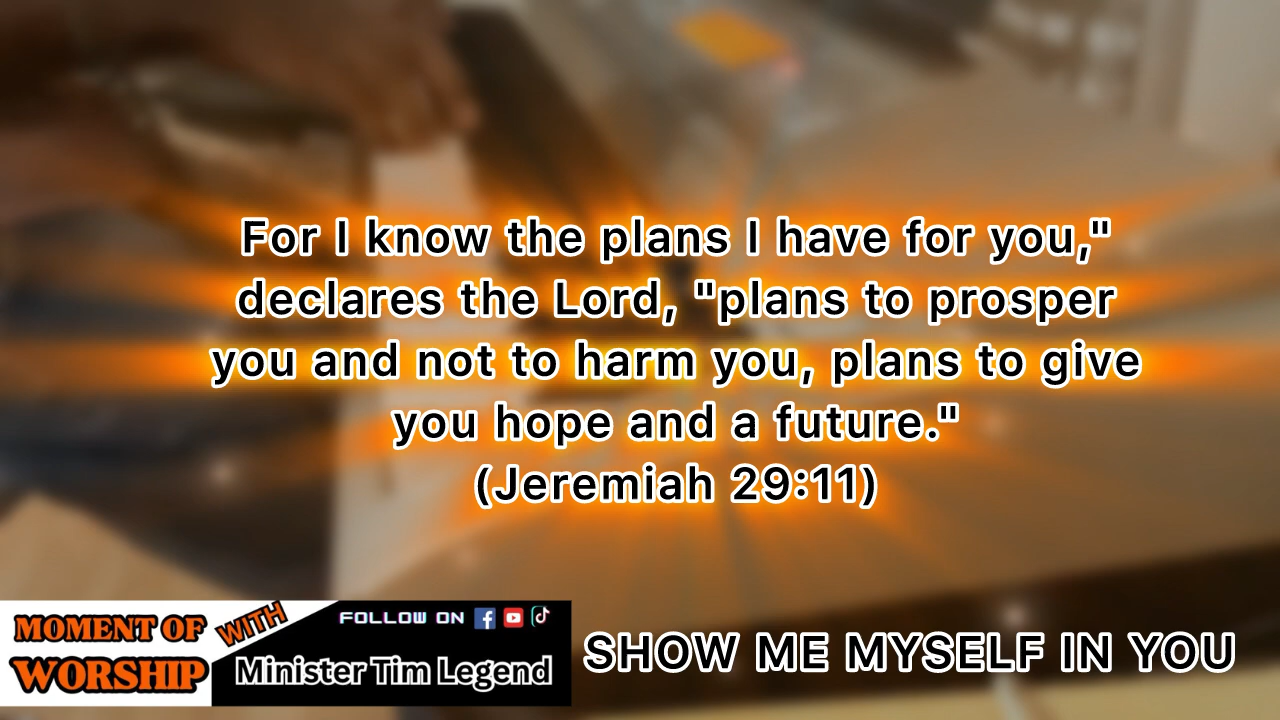 For I know the plans I have for you,"
declares the Lord, "plans to prosper
you and not to harm you, plans to give
you hope and a future."
(Jeremiah 29:11)
MOMENT OF
WORSHIP
WITH
FOLLOW ON
Minister Tim Legend
SHOW ME MYSELF IN YOU